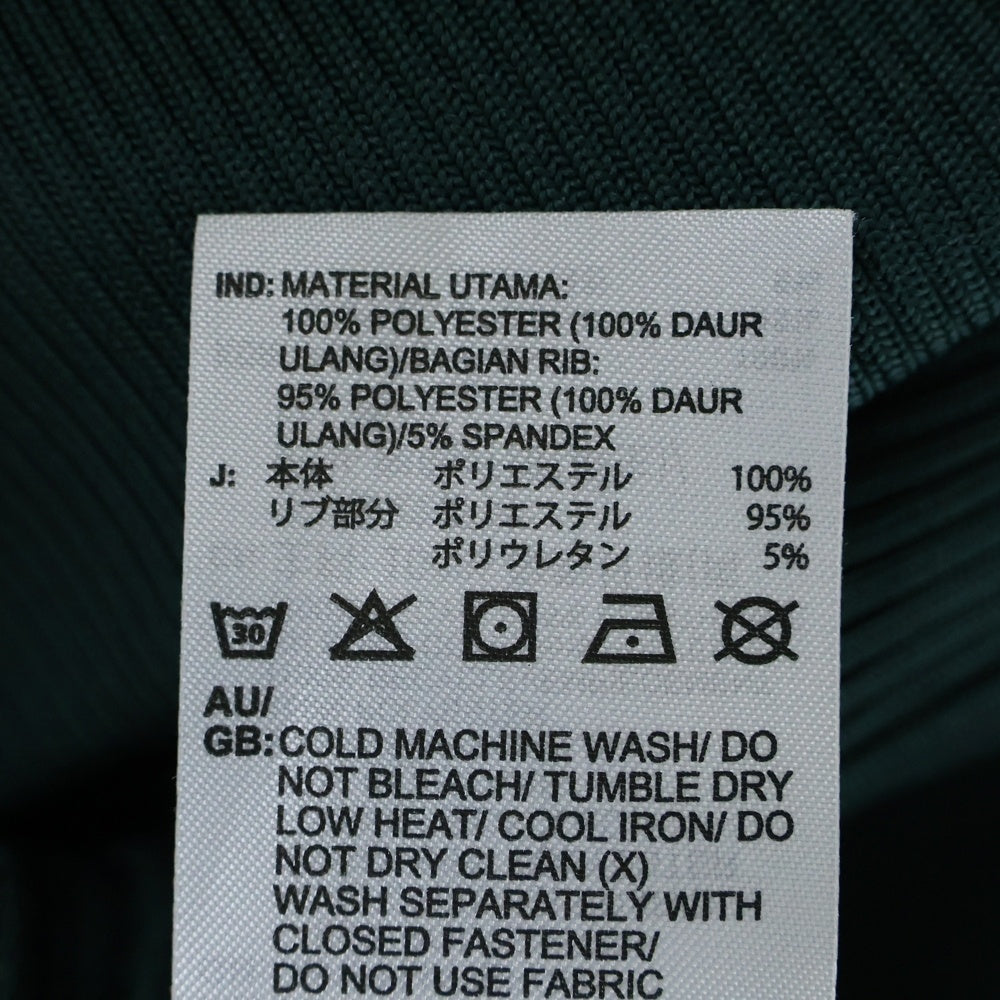 IND: MATERIAL UTAMA:
100% POLYESTER (100% DAUR
ULANG)/BAGIAN RIB:
95% POLYESTER (100% DAUR
ULANG)/5% SPANDEX
J: 本体 ポリエステル 100%
リブ部分 ポリエステル 95%
ポリウレタン 5%
30
AU/
GB: COLD MACHINE WASH/ DO
NOT BLEACH/ TUMBLE DRY
LOW HEAT/ COOL IRON/ DO
NOT DRY CLEAN (X)
WASH SEPARATELY WITH
CLOSED FASTENER/
DO NOT USE FABRIC